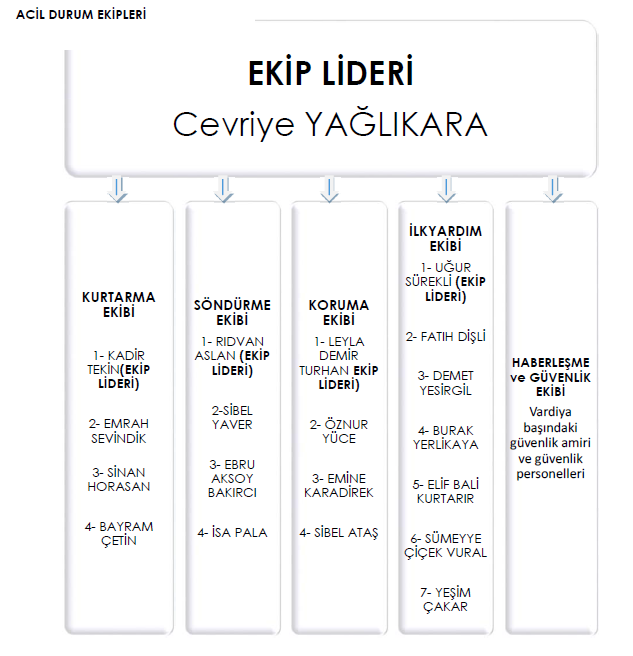 ACİL DURUM EKİPLERİ
EKİP LİDERİ
Cevriye YAĞLIKARA
KURTARMA
EKİBİ
1- KADİR
TEKİN(EKİP
LİDERİ)
2- EMRAH
SEVİNDİK
3- SİNAN
HORASAN
4- BAYRAM
ÇETİN
SÖNDÜRME
EKİBİ
1- RIDVAN
ASLAN (EKİP
LİDERİ)
2-SİBEL
YAVER
3- EBRU
AKSOY
BAKIRCI
4- İSA PALA
KORUMA
EKİBİ
1- LEYLA
DEMİR
TURHAN EKİP
LİDERİ)
2- ÖZNUR
YÜCE
3- EMİNE
KARADİREK
4- SİBEL ATAŞ
İLKYARDIM
EKİBİ
1- UĞUR
SÜREKLİ (EKİP
LİDERİ)
2- FATIH DİŞLİ
3- DEMET
YESİRGİL
4- BURAK
YERLİKAYA
5- ELİF BALİ
KURTARIR
6- SÜMEYYE
ÇİÇEK VURAL
7- YEŞİM
ÇAKAR
HABERLEŞME
ve GÜVENLİK
EKİBİ
Vardiya
başındaki
güvenlik amiri
ve güvenlik
personelleri